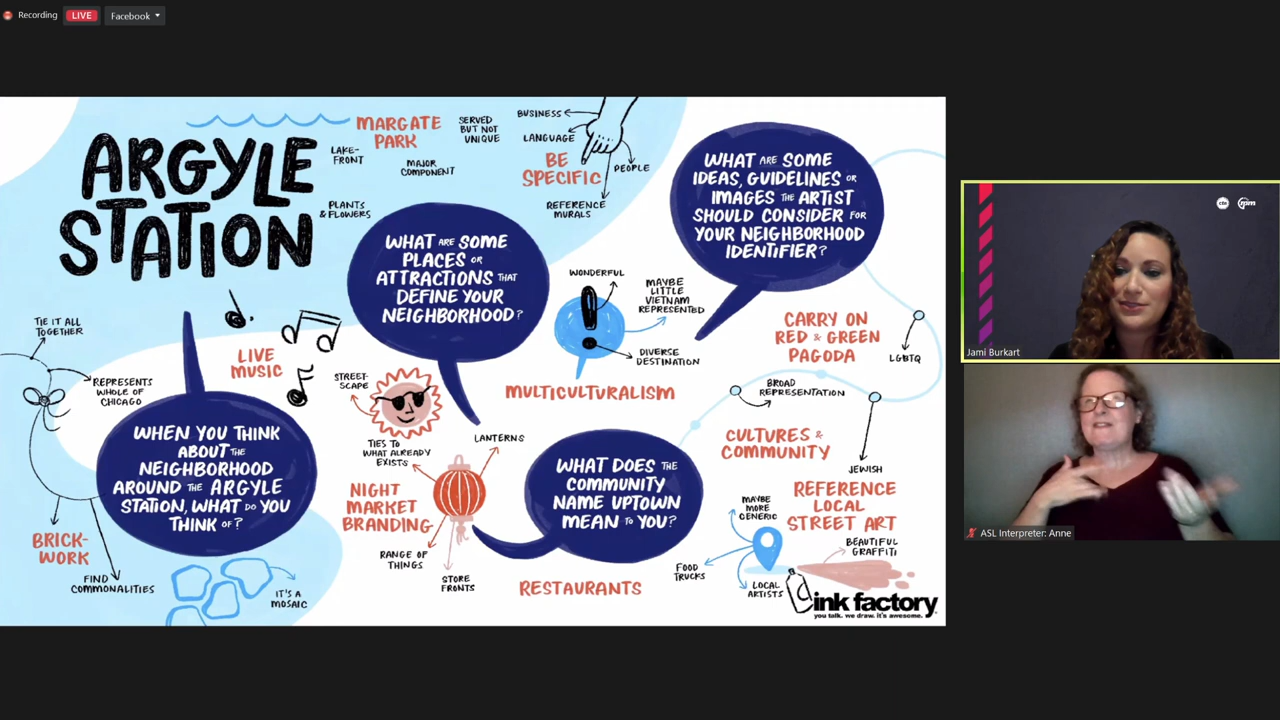 Recording
LIVE
Facebook
ARGYLE
STATION
MARGATE
PARK
LAKE-
FRONT
SERVED
BUT NOT
UNIQUE
MAJOR
COMPONENT
PLANTS
& FLOWERS
BUSINESS
LANGUAGE
BE
SPECIFIC
PEOPLE
REFERENCE
MURALS
WHAT ARE SOME
IDEAS, GUIDELINES OR
IMAGES THE ARTIST
SHOULD CONSIDER FOR
YOUR NEIGHBORHOOD
IDENTIFIER?
WHAT ARE SOME
PLACES OR
ATTRACTIONS THAT
DEFINE YOUR
NEIGHBORHOOD?
WONDERFUL
MAYBE
LITTLE
VIETNAM
REPRESENTED
DIVERSE
DESTINATION
MULTICULTURALISM
CARRY ON
RED & GREEN
PAGODA
LGBTQ
TIE IT ALL
TOGETHER
REPRESENTS
WHOLE OF
CHICAGO
LIVE
MUSIC
STREET-
SCAPE
TIES TO
WHAT ALREADY
EXISTS
LANTERNS
BROAD
REPRESENTATION
CULTURES &
COMMUNITY
JEWISH
WHEN YOU THINK
ABOUT THE
NEIGHBORHOOD
AROUND THE ARGYLE
STATION, WHAT DO YOU
THINK OF?
NIGHT
MARKET
BRANDING
RANGE OF
THINGS
STORE
FRONTS
WHAT DOES THE
COMMUNITY
NAME UPTOWN
MEAN TO YOU?
RESTAURANTS
MAYBE
MORE
GENERIC
FOOD
TRUCKS
LOCAL
ARTISTS
REFERENCE
LOCAL
STREET ART
BEAUTIFUL
GRAFFITI
BRICK-
WORK
FIND
COMMONALITIES
IT'S A
MOSAIC
ink factory
you talk. we draw. it's awesome.
cta
rpm
Jami Burkart
ASL Interpreter: Anne